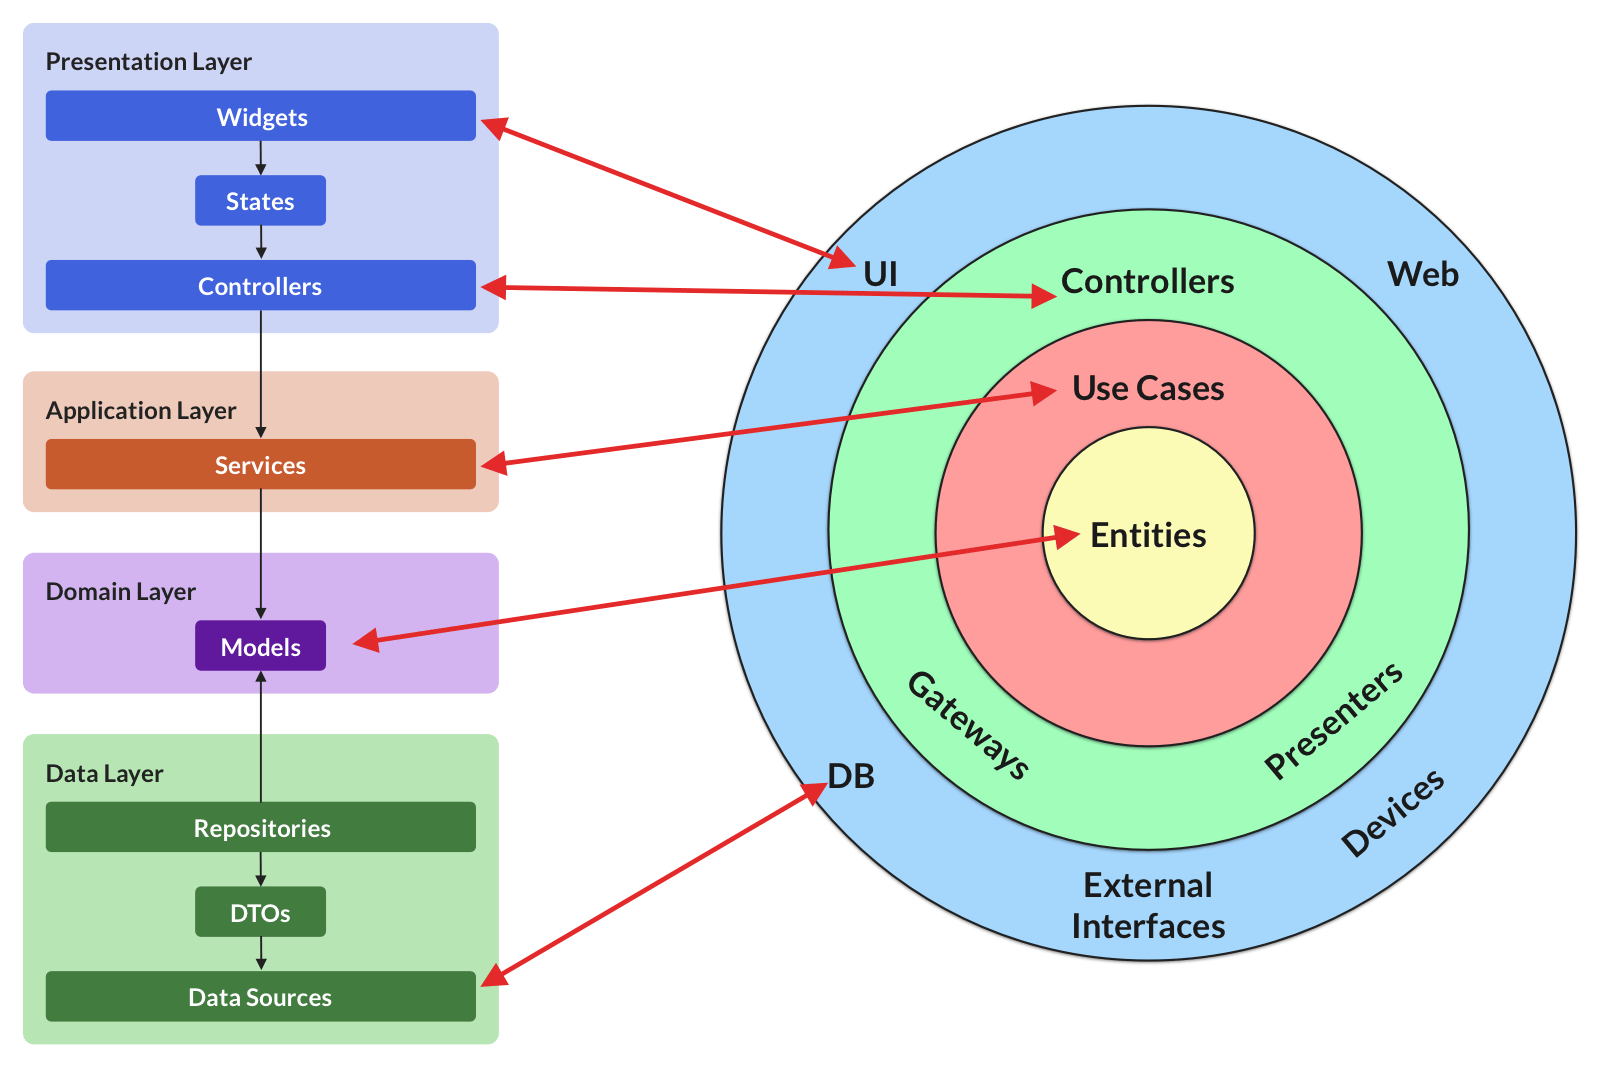 Presentation Layer
Widgets
States
Controllers
Application Layer
Services
Domain Layer
Models
Data Layer
Repositories
DTOs
Data Sources
UI
Web
Controllers
Use Cases
Entities
Gateways
Presenters
DB
Devices
External
Interfaces